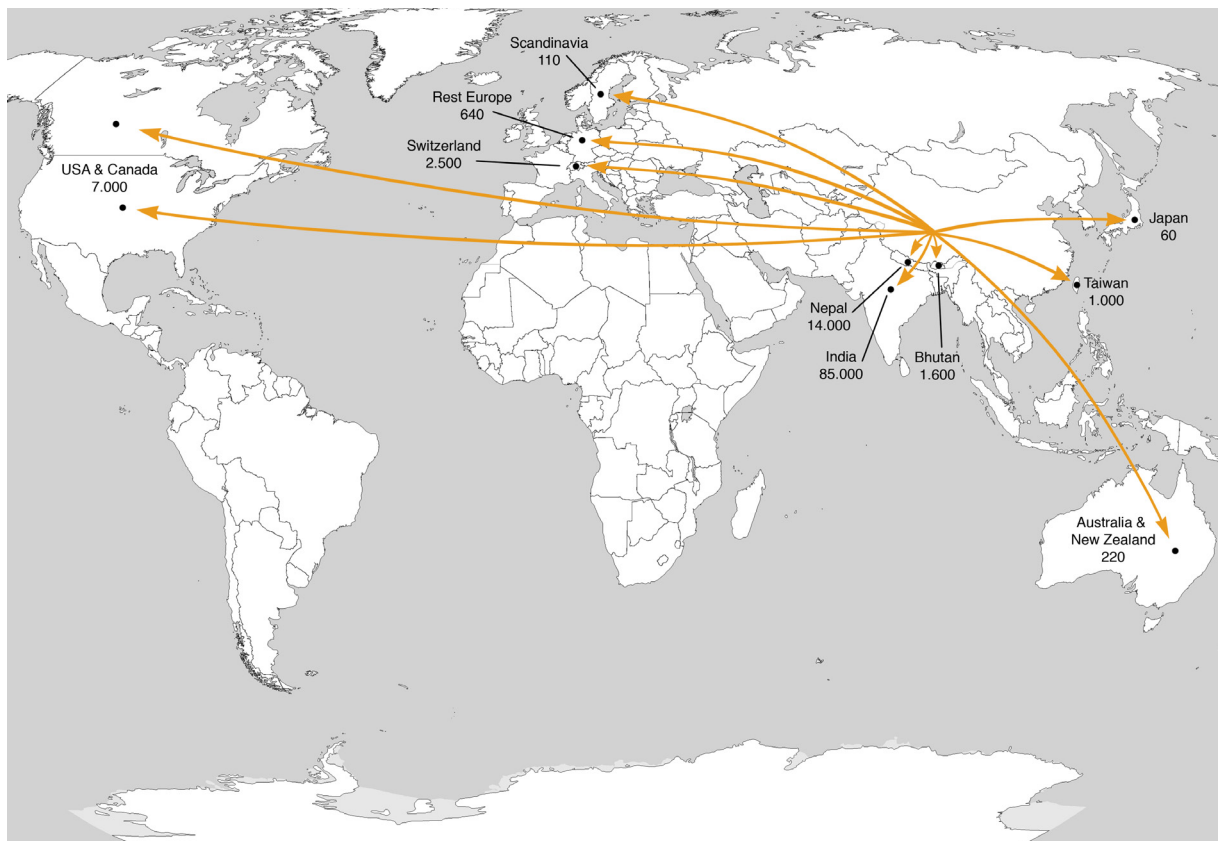 Scandinavia
110
Rest Europe
640
Switzerland
2.500
USA & Canada
7.000
Japan
60
Taiwan
1.000
Nepal
14.000
India
85.000
Bhutan
1.600
Australia &
New Zealand
220